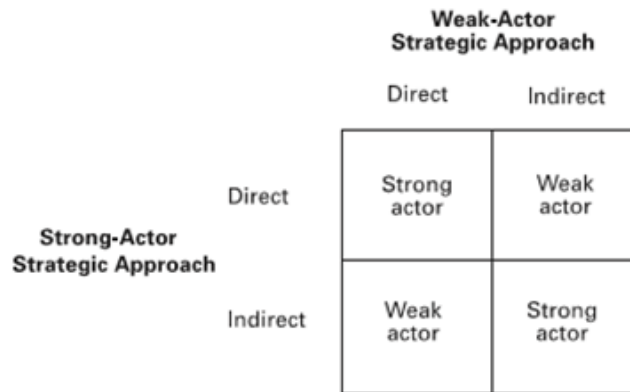 Weak-Actor
Strategic Approach
Direct Indirect
Direct Strong actor Weak actor
Strong-Actor
Strategic Approach
Indirect Weak actor Strong actor